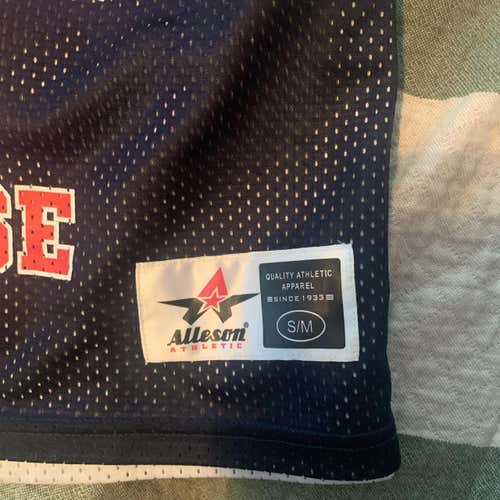 SE
Alleson®
ATHLETIC
QUALITY ATHLETIC
APPAREL
SINCE 1933
S/M